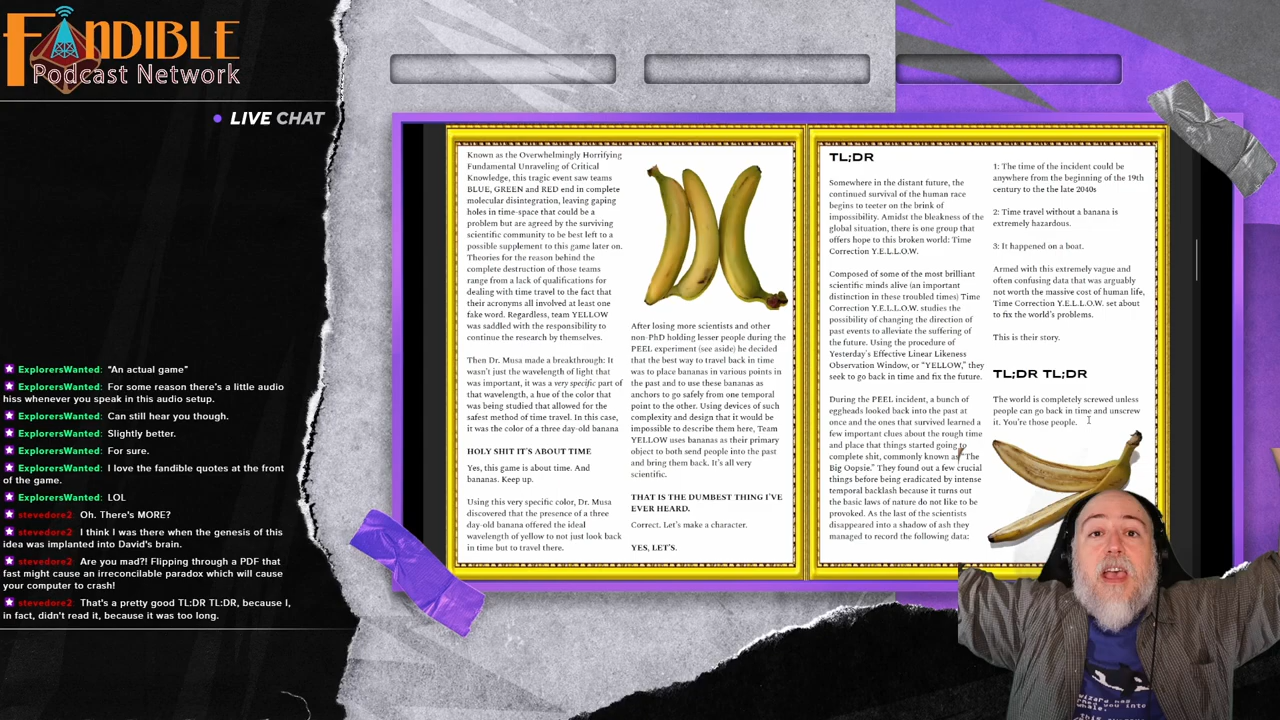 FANDIBLE
Podcast Network
LIVE CHAT
ExplorersWanted: "An actual game"
ExplorersWanted: For some reason there's a little audio
hiss whenever you speak in this audio setup.
ExplorersWanted: Can still hear you though.
ExplorersWanted: Slightly better.
ExplorersWanted: For sure.
ExplorersWanted: I love the fandible quotes at the front
of the game.
ExplorersWanted: LOL
stevedore2: Oh. There's MORE?
stevedore2: I think I was there when the genesis of this
idea was implanted into David's brain.
stevedore2: Are you mad?! Flipping through a PDF that
fast might cause an irreconcilable paradox which will cause
your computer to crash!
stevedore2: That's a pretty good TL:DR TL:DR, because I,
in fact, didn't read it, because it was too long.
Known as the Overwhelmingly Horrifying
Fundamental Unraveling of Critical
Knowledge, this tragic event saw teams
BLUE, GREEN and RED end in complete
molecular disintegration, leaving gaping
holes in time-space that could be a
problem but are agreed by the surviving
scientific community to be best left to a
possible supplement to this game later on.
Theories for the reason behind the
complete destruction of those teams
range from a lack of qualifications for
dealing with time travel to the fact that
their acronyms all involved at least one
fake word. Regardless, team YELLOW
was saddled with the responsibility to
continue the research by themselves.
Then Dr. Musa made a breakthrough: It
wasn't just the wavelength of light that
was important, it was a very specific part of
that wavelength, a hue of the color that
was being studied that allowed for the
safest method of time travel. In this case,
it was the color of a three day-old banana
HOLY SHIT IT'S ABOUT TIME
Yes, this game is about time. And
bananas. Keep up.
Using this very specific color, Dr. Musa
discovered that the presence of a three
day-old banana offered the ideal
wavelength of yellow to not just look back
in time but to travel there.
After losing more scientists and other
non-PhD holding lesser people during the
PEEL experiment (see aside) he decided
that the best way to travel back in time
was to place bananas in various points in
the past and to use these bananas as
anchors to go safely from one temporal
point to the other. Using devices of such
complexity and design that it would be
impossible to describe them here, Team
YELLOW uses bananas as their primary
object to both send people into the past
and bring them back. It's all very
scientific.
THAT IS THE DUMBEST THING I'VE
EVER HEARD.
Correct. Let's make a character.
YES, LET'S.
TL;DR
Somewhere in the distant future, the
continued survival of the human race
begins to teeter on the brink of
impossibility. Amidst the bleakness of the
global situation, there is one group that
offers hope to this broken world: Time
Correction Y.E.L.L.O.W.
Composed of some of the most brilliant
scientific minds alive (an important
distinction in these troubled times) Time
Correction Y.E.L.L.O.W. studies the
possibility of changing the direction of
past events to alleviate the suffering of
the future. Using the procedure of
Yesterday's Effective Linear Likeness
Observation Window, or "YELLOW," they
seek to go back in time and fix the future.
During the PEEL incident, a bunch of
eggheads looked back into the past at
once and the ones that survived learned a
few important clues about the rough time
and place that things started going to
complete shit, commonly known as "The
Big Oopsie." They found out a few crucial
things before being eradicated by intense
temporal backlash because it turns out
the basic laws of nature do not like to be
provoked. As the last of the scientists
disappeared into a shadow of ash they
managed to record the following data:
1: The time of the incident could be
anywhere from the beginning of the 19th
century to the the late 2040s
2: Time travel without a banana is
extremely hazardous.
3: It happened on a boat.
Armed with this extremely vague and
often confusing data that was arguably
not worth the massive cost of human life,
Time Correction Y.E.L.L.O.W. set about
to fix the world's problems.
This is their story.
TL;DR TL;DR
The world is completely screwed unless
people can go back in time and unscrew
it. You're those people.